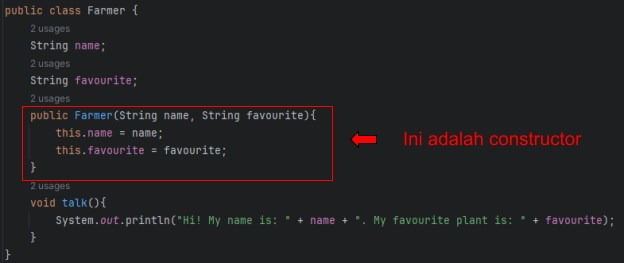 public class Farmer {
2 usages
String name;
2 usages
String favourite;
2 usages
public Farmer(String name, String favourite){
this.name = name;
this.favourite = favourite;
}
Ini adalah constructor
2 usages
void talk(){
System.out.println("Hi! My name is: " + name + ". My favourite plant is: " + favourite);
}
}